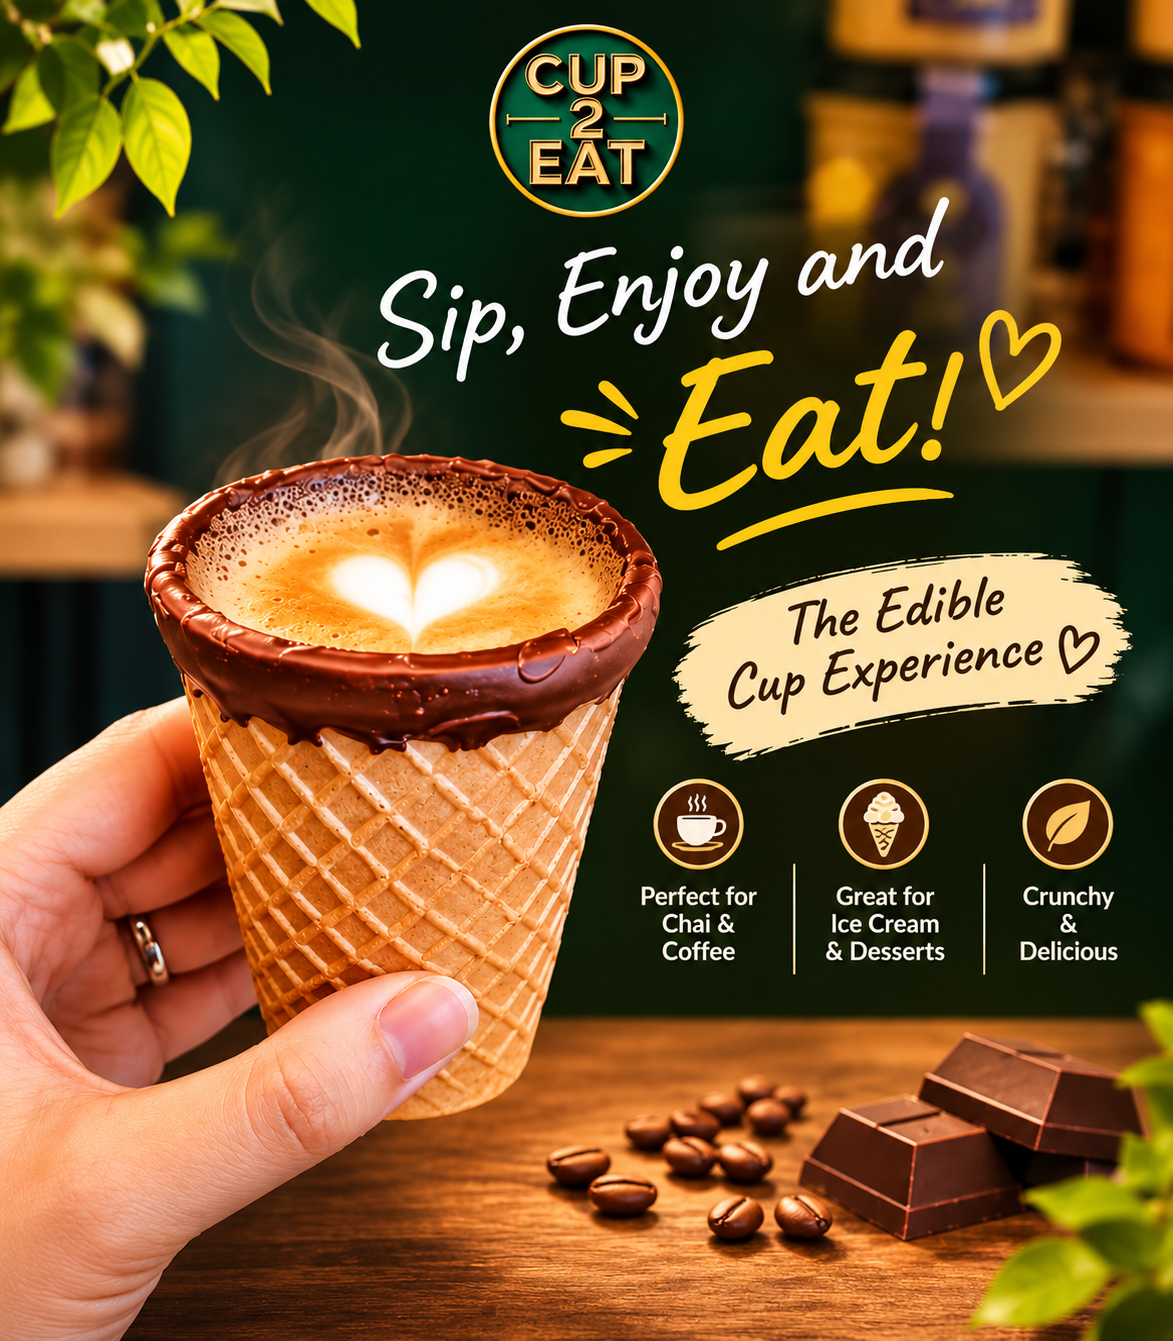 CUP
2
EAT
Sip, Enjoy and
Eat!
The Edible
Cup Experience
Perfect for
Chai &
Coffee
Great for
Ice Cream
& Desserts
Crunchy
&
Delicious